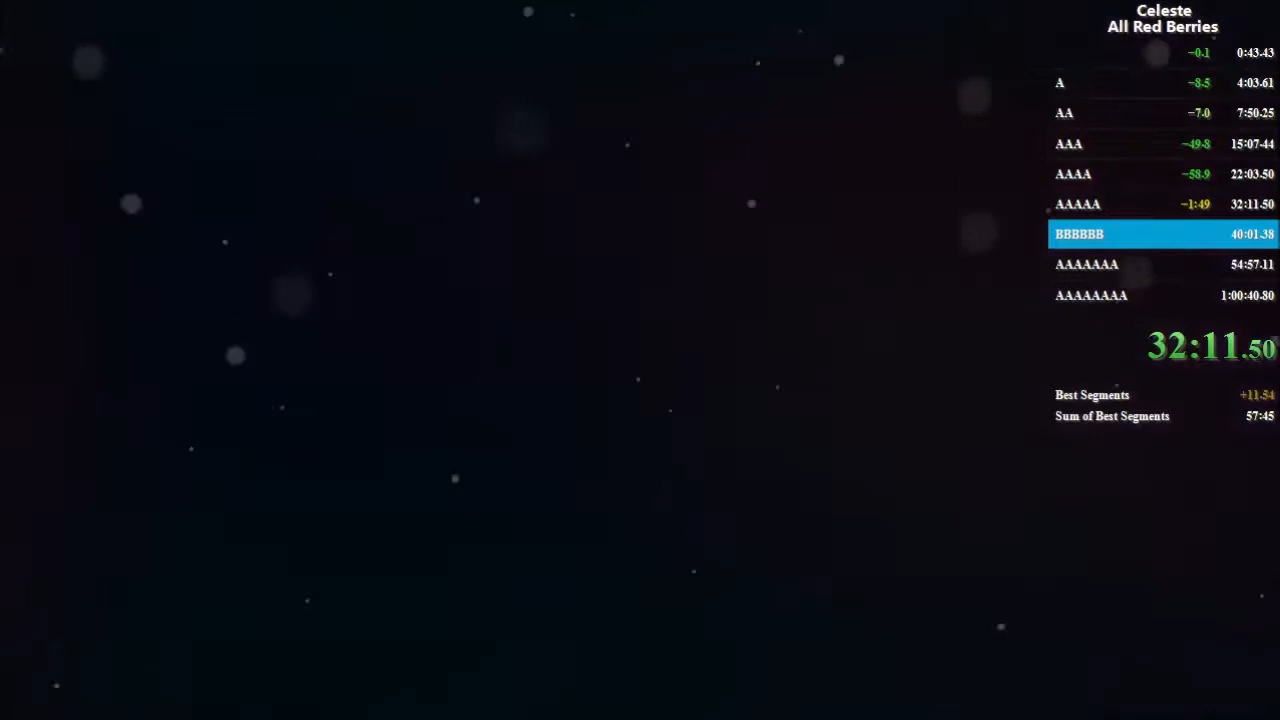 Celeste
All Red Berries
−0.1 0:43.43
A −8.5 4:03.61
AA −7.0 7:50.25
AAA −49.8 15:07.44
AAAA −58.9 22:03.50
AAAAA −1:49 32:11.50
BBBBBB 40:01.38
AAAAAAA 54:57.11
AAAAAAAA 1:00:40.80
32:11.50
Best Segments +11.54
Sum of Best Segments 57:45